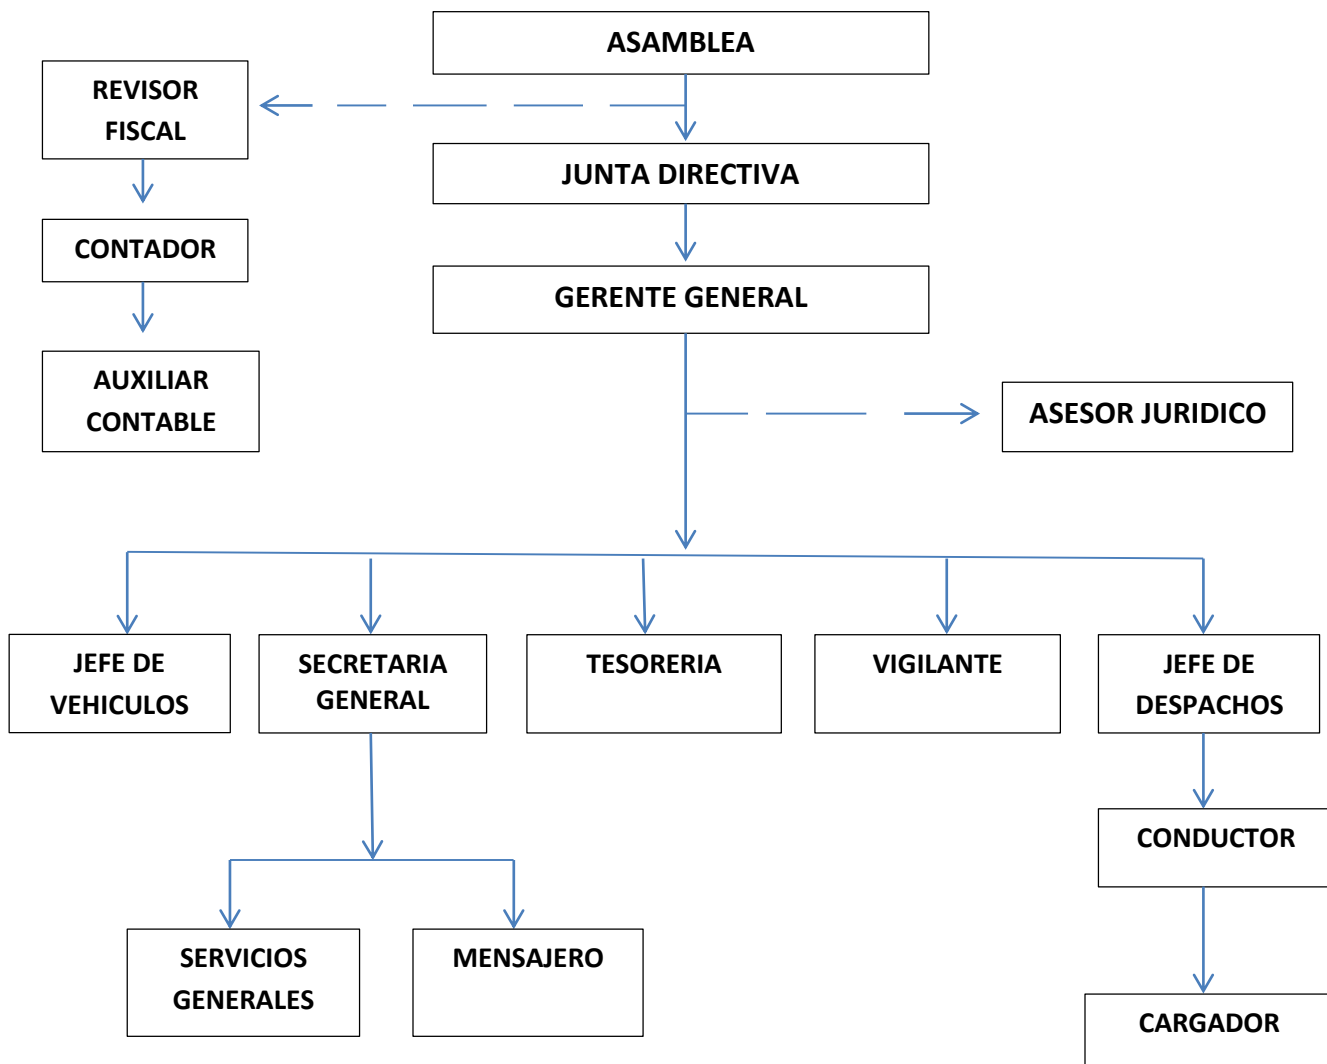 ASAMBLEA
REVISOR
FISCAL
JUNTA DIRECTIVA
CONTADOR
GERENTE GENERAL
AUXILIAR
CONTABLE
ASESOR JURIDICO
JEFE DE
VEHICULOS
SECRETARIA
GENERAL
TESORERIA
VIGILANTE
JEFE DE
DESPACHOS
CONDUCTOR
SERVICIOS
GENERALES
MENSAJERO
CARGADOR